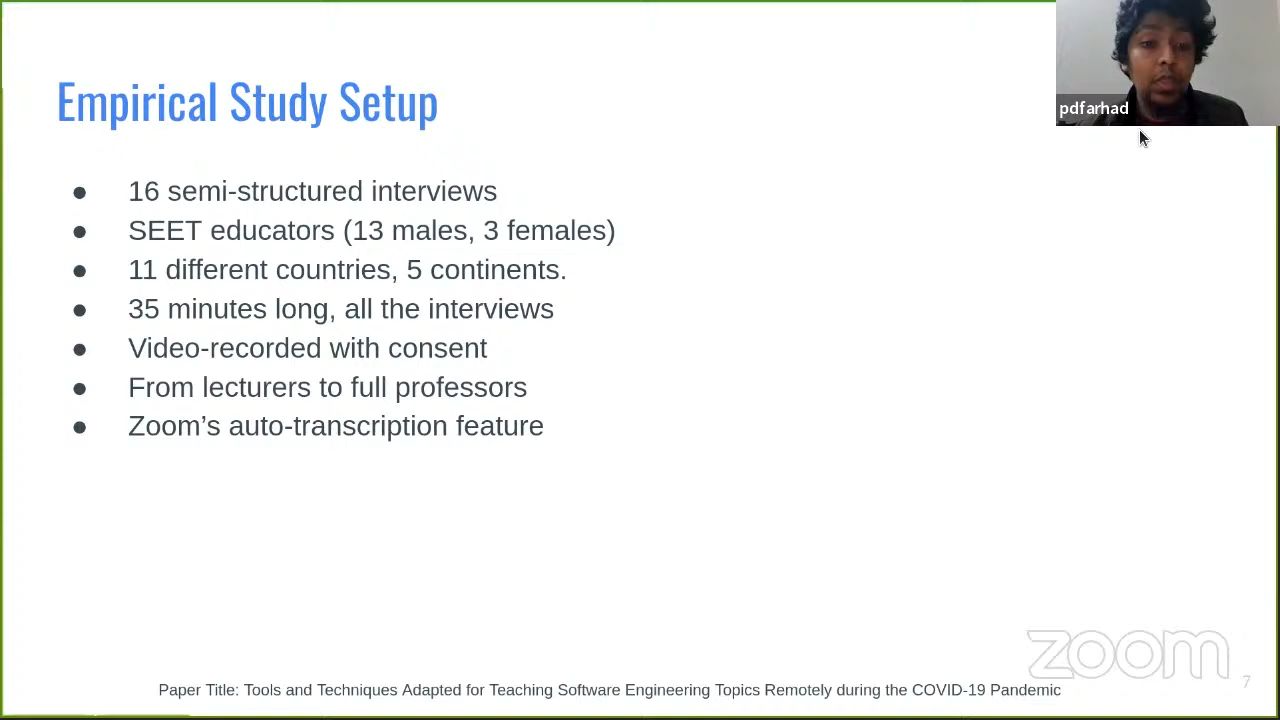 Empirical Study Setup
pdfarhad
● 16 semi-structured interviews
● SEET educators (13 males, 3 females)
● 11 different countries, 5 continents.
● 35 minutes long, all the interviews
● Video-recorded with consent
● From lecturers to full professors
● Zoom’s auto-transcription feature
zoom
7
Paper Title: Tools and Techniques Adapted for Teaching Software Engineering Topics Remotely during the COVID-19 Pandemic